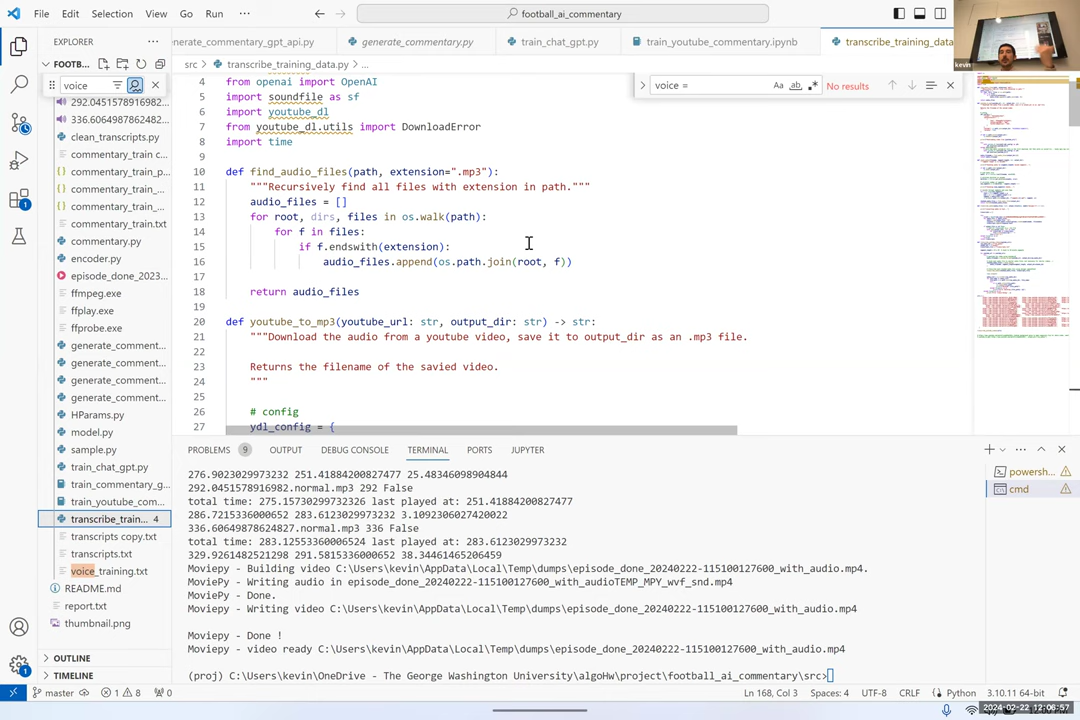 File Edit Selection View Go Run ··· football_ai_commentary
kevin
EXPLORER ···
enerate_commentary_gpt_api.py generate_commentary.py train_chat_gpt.py train_youtube_commentary.ipynb transcribe_training_data
FOOTB...
src > transcribe_training_data.py > ...
voice
voice = Aa ab .* No results
292.0451578916982...
336.606498786248...
clean_transcripts.py
commentary_train c...
commentary_train_p...
commentary_train_...
commentary_train_...
commentary_train.txt
commentary.py
encoder.py
episode_done_2023...
ffmpeg.exe
ffplay.exe
ffprobe.exe
generate_comment...
generate_comment...
generate_comment...
generate_comment...
HParams.py
model.py
sample.py
train_chat_gpt.py
train_commentary_g...
train_youtube_com...
transcribe_train... 4
transcripts copy.txt
transcripts.txt
voice_training.txt
README.md
report.txt
thumbnail.png
OUTLINE
TIMELINE
4 from openai import OpenAI
5 import soundfile as sf
6 import youtube_dl
7 from youtube_dl.utils import DownloadError
8 import time
9
10 def find_audio_files(path, extension=".mp3"):
11 """Recursively find all files with extension in path."""
12 audio_files = []
13 for root, dirs, files in os.walk(path):
14 for f in files:
15 if f.endswith(extension):
16 audio_files.append(os.path.join(root, f))
17
18 return audio_files
19
20 def youtube_to_mp3(youtube_url: str, output_dir: str) -> str:
21 """Download the audio from a youtube video, save it to output_dir as an .mp3 file.
22
23 Returns the filename of the savied video.
24 """
25
26 # config
27 ydl_config = {
PROBLEMS 9 OUTPUT DEBUG CONSOLE TERMINAL PORTS JUPYTER
276.9023029973232 251.41884200827477 25.48346098904844
292.0451578916982.normal.mp3 292 False
total time: 275.15730299732326 last played at: 251.41884200827477
286.7215730299732 283.6123029973232 3.1092306027420022
336.60649878624827.normal.mp3 336 False
total time: 283.12553360006524 last played at: 283.6123029973232
329.9261482521298 291.5815336000652 38.34461465206459
Moviepy - Building video C:\Users\kevin\AppData\Local\Temp\dumps\episode_done_20240222-115100127600_with_audio.mp4.
MoviePy - Writing audio in episode_done_20240222-115100127600_with_audioTEMP_MPY_wvf_snd.mp4
MoviePy - Done.
Moviepy - Writing video C:\Users\kevin\AppData\Local\Temp\dumps\episode_done_20240222-115100127600_with_audio.mp4
Moviepy - Done !
Moviepy - video ready C:\Users\kevin\AppData\Local\Temp\dumps\episode_done_20240222-115100127600_with_audio.mp4
(proj) C:\Users\kevin\OneDrive - The George Washington University\algoHw\project\football_ai_commentary\src>
powersh...
cmd
master 1 8 0 Ln 168, Col 3 Spaces: 4 UTF-8 CRLF Python 3.10.11 64-bit
2024-02-22 12:06:57